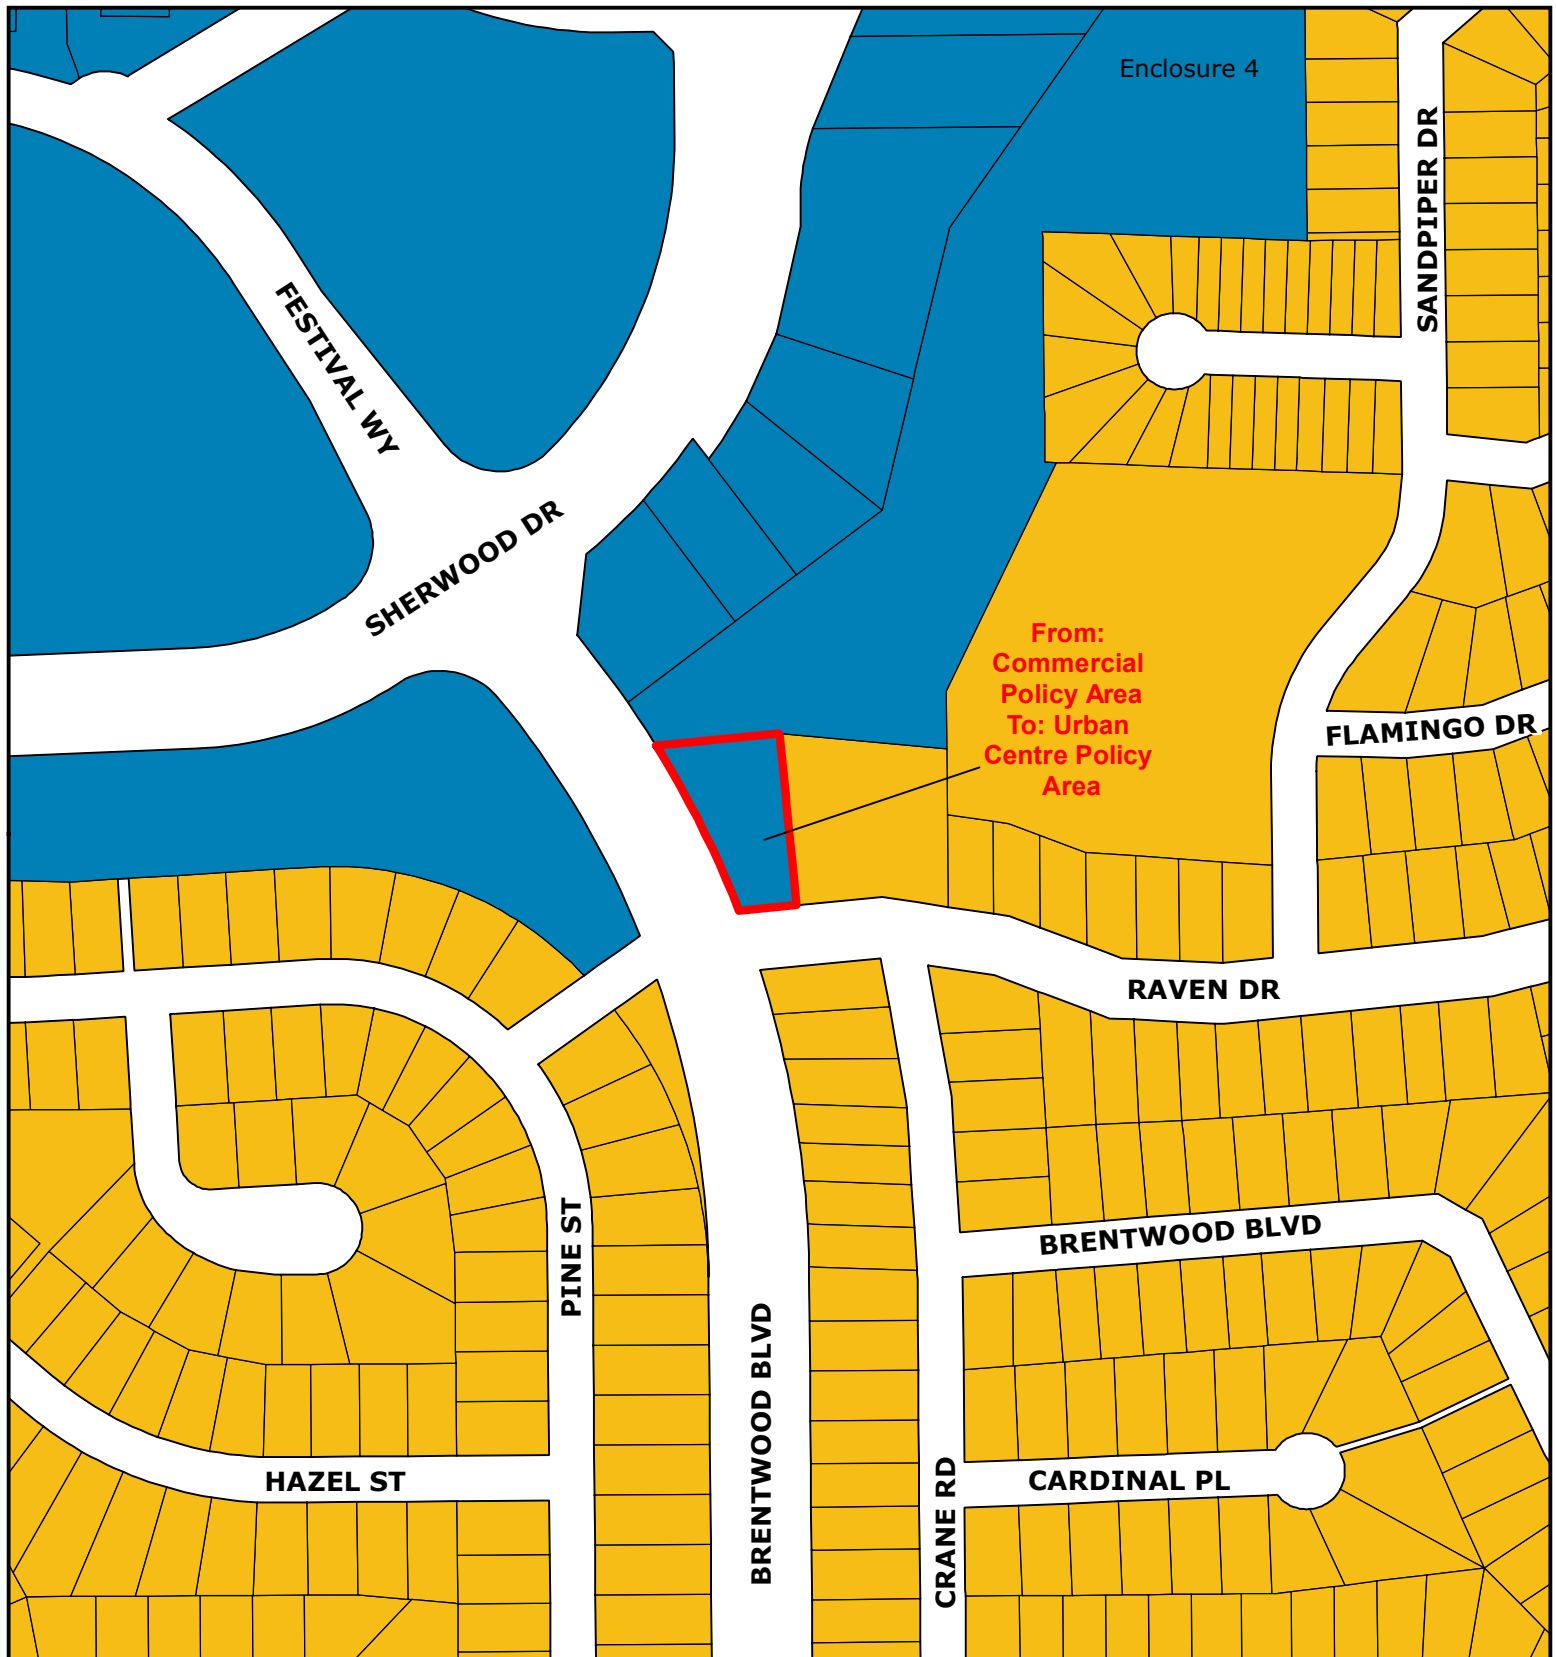 Enclosure 4
SANDPIPER DR
FESTIVAL WY
SHERWOOD DR
From:
Commercial
Policy Area
To: Urban
Centre Policy
Area
FLAMINGO DR
RAVEN DR
BRENTWOOD BLVD
PINE ST
BRENTWOOD BLVD
HAZEL ST
CRANE RD
CARDINAL PL